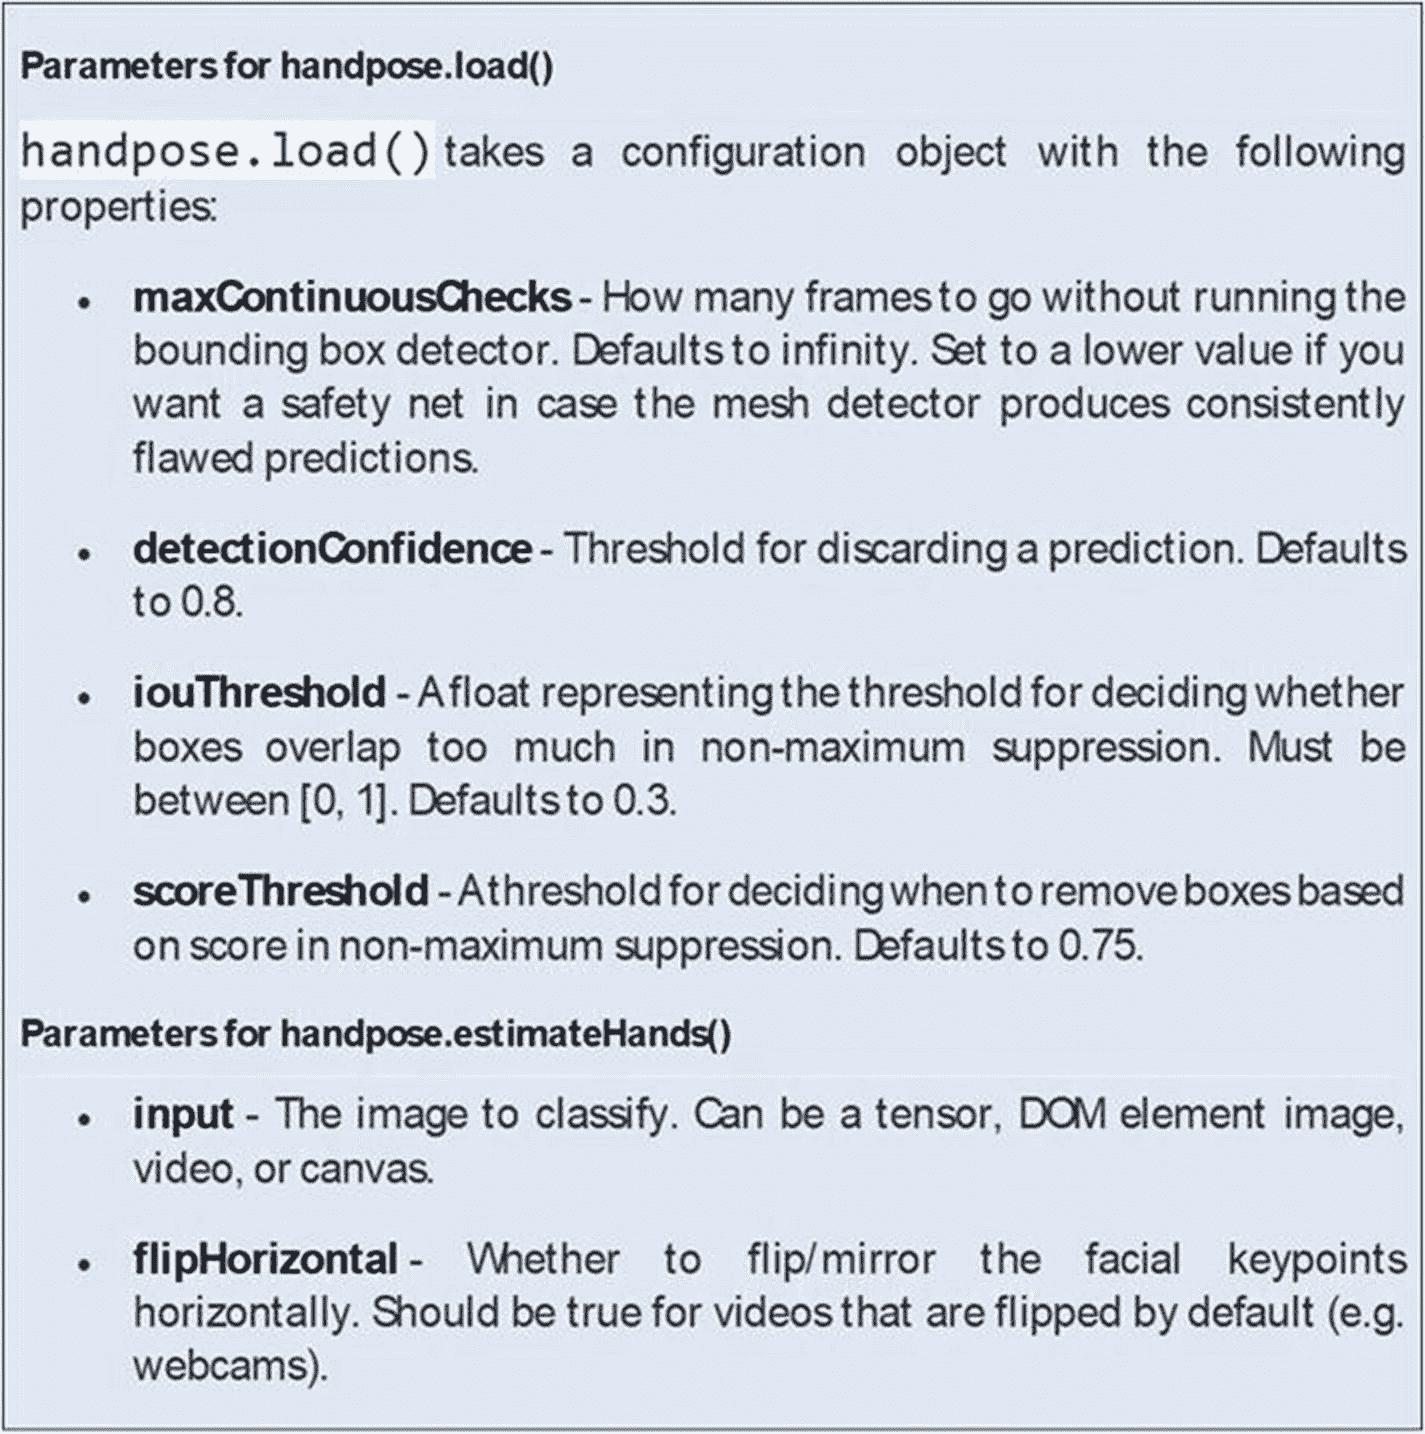 Parameters for handpose.load()
handpose.load() takes a configuration object with the following
properties:
• maxContinuousChecks - How many frames to go without running the
bounding box detector. Defaults to infinity. Set to a lower value if you
want a safety net in case the mesh detector produces consistently
flawed predictions.
• detectionConfidence - Threshold for discarding a prediction. Defaults
to 0.8.
• iouThreshold - A float representing the threshold for deciding whether
boxes overlap too much in non-maximum suppression. Must be
between [0, 1]. Defaults to 0.3.
• scoreThreshold - A threshold for deciding when to remove boxes based
on score in non-maximum suppression. Defaults to 0.75.
Parameters for handpose.estimateHands()
• input - The image to classify. Can be a tensor, DOM element image,
video, or canvas.
• flipHorizontal - Whether to flip/mirror the facial keypoints
horizontally. Should be true for videos that are flipped by default (e.g.
webcams).